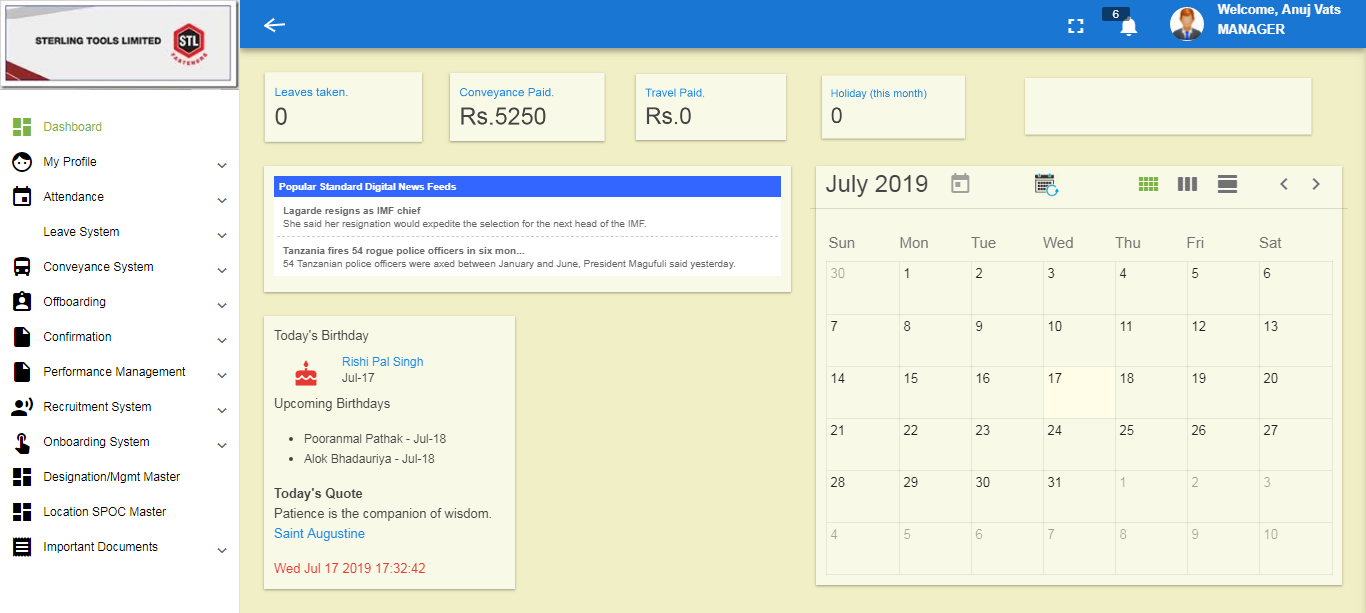 STERLING TOOLS LIMITED
STL
FASTENERS
6
Welcome, Anuj Vats
MANAGER
Dashboard
My Profile
Attendance
Leave System
Conveyance System
Offboarding
Confirmation
Performance Management
Recruitment System
Onboarding System
Designation/Mgmt Master
Location SPOC Master
Important Documents
Leaves taken.
0
Conveyance Paid.
Rs.5250
Travel Paid.
Rs.0
Holiday (this month)
0
Popular Standard Digital News Feeds
Lagarde resigns as IMF chief
She said her resignation would expedite the selection for the next head of the IMF.
Tanzania fires 54 rogue police officers in six mon...
54 Tanzanian police officers were axed between January and June, President Magufuli said yesterday.
Today's Birthday
Rishi Pal Singh
Jul-17
Upcoming Birthdays
Pooranmal Pathak - Jul-18
Alok Bhadauriya - Jul-18
Today's Quote
Patience is the companion of wisdom.
Saint Augustine
Wed Jul 17 2019 17:32:42
July 2019
Sun Mon Tue Wed Thu Fri Sat
30 1 2 3 4 5 6
7 8 9 10 11 12 13
14 15 16 17 18 19 20
21 22 23 24 25 26 27
28 29 30 31 1 2 3
4 5 6 7 8 9 10